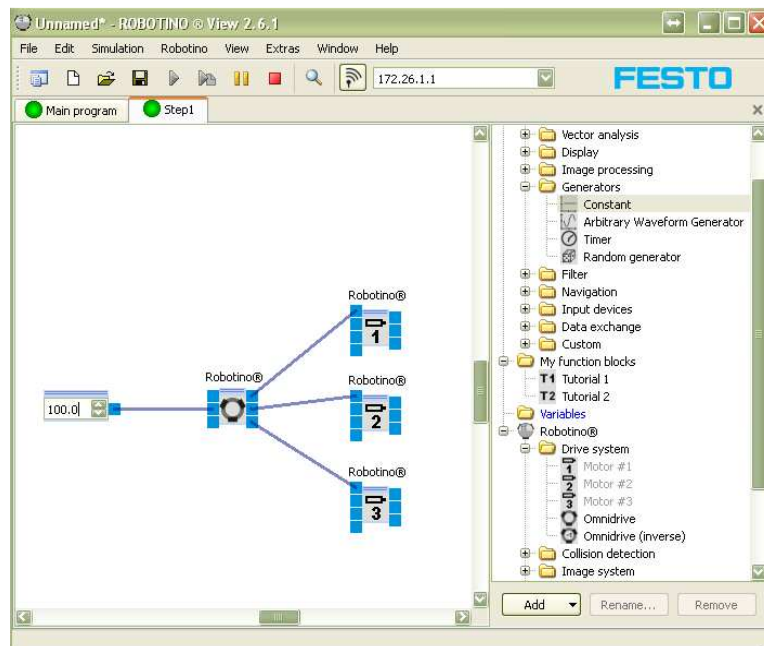 Unnamed* - ROBOTINO ® View 2.6.1
File Edit Simulation Robotino View Extras Window Help
172.26.1.1
FESTO
Main program Step1
Vector analysis
Display
Image processing
Generators
Constant
Arbitrary Waveform Generator
Timer
Random generator
Filter
Navigation
Input devices
Data exchange
Custom
My function blocks
T1 Tutorial 1
T2 Tutorial 2
Variables
Robotino®
Drive system
1 Motor #1
2 Motor #2
3 Motor #3
Omnidrive
Omnidrive (inverse)
Collision detection
Image system
Robotino®
1
Robotino®
100.0
Robotino®
2
Robotino®
3
Add Rename... Remove